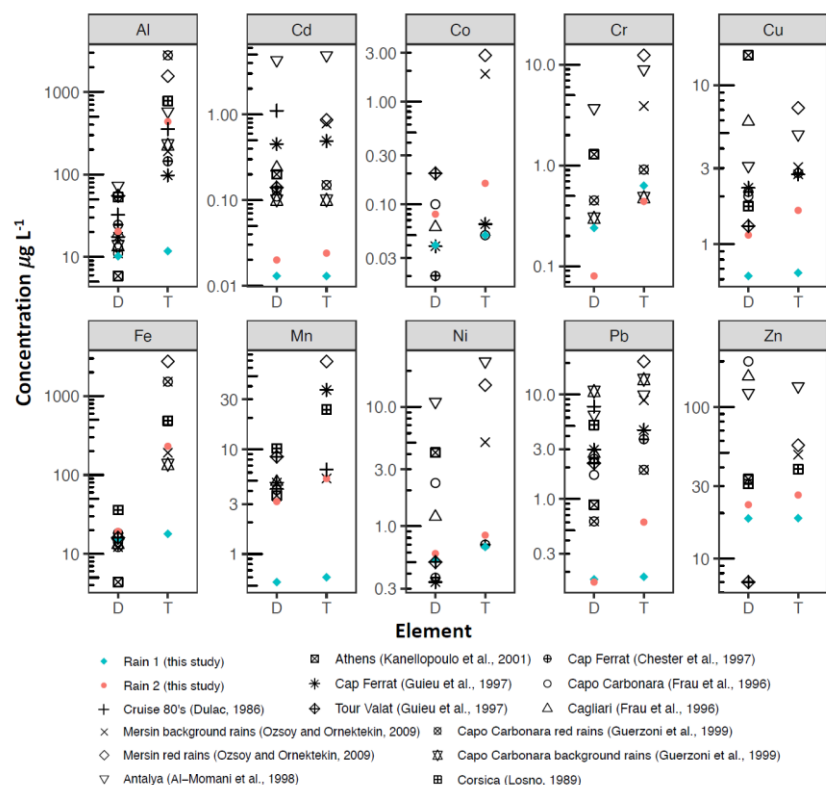 Al Cd Co Cr Cu
Concentration µg L-1
1000
100
10
D T
1.00
0.10
0.01
D T
3.00
1.00
0.30
0.10
0.05
0.03
D T
10.0
1.0
0.1
D T
10
3
1
D T
Fe Mn Ni Pb Zn
1000
100
10
D T
30
10
3
1
D T
10.0
4.0
1.0
0.5
0.3
D T
10.0
3.0
1.0
0.3
D T
200
100
30
10
D T
Element
Rain 1 (this study) Athens (Kanellopoulo et al., 2001) Cap Ferrat (Chester et al., 1997)
Rain 2 (this study) Cap Ferrat (Guieu et al., 1997) Capo Carbonara (Frau et al., 1996)
Cruise 80's (Dulac, 1986) Tour Valat (Guieu et al., 1997) Cagliari (Frau et al., 1996)
Mersin background rains (Ozsoy and Ornektekin, 2009) Capo Carbonara red rains (Guerzoni et al., 1999)
Mersin red rains (Ozsoy and Ornektekin, 2009) Capo Carbonara background rains (Guerzoni et al., 1999)
Antalya (Al-Momani et al., 1998) Corsica (Losno, 1989)